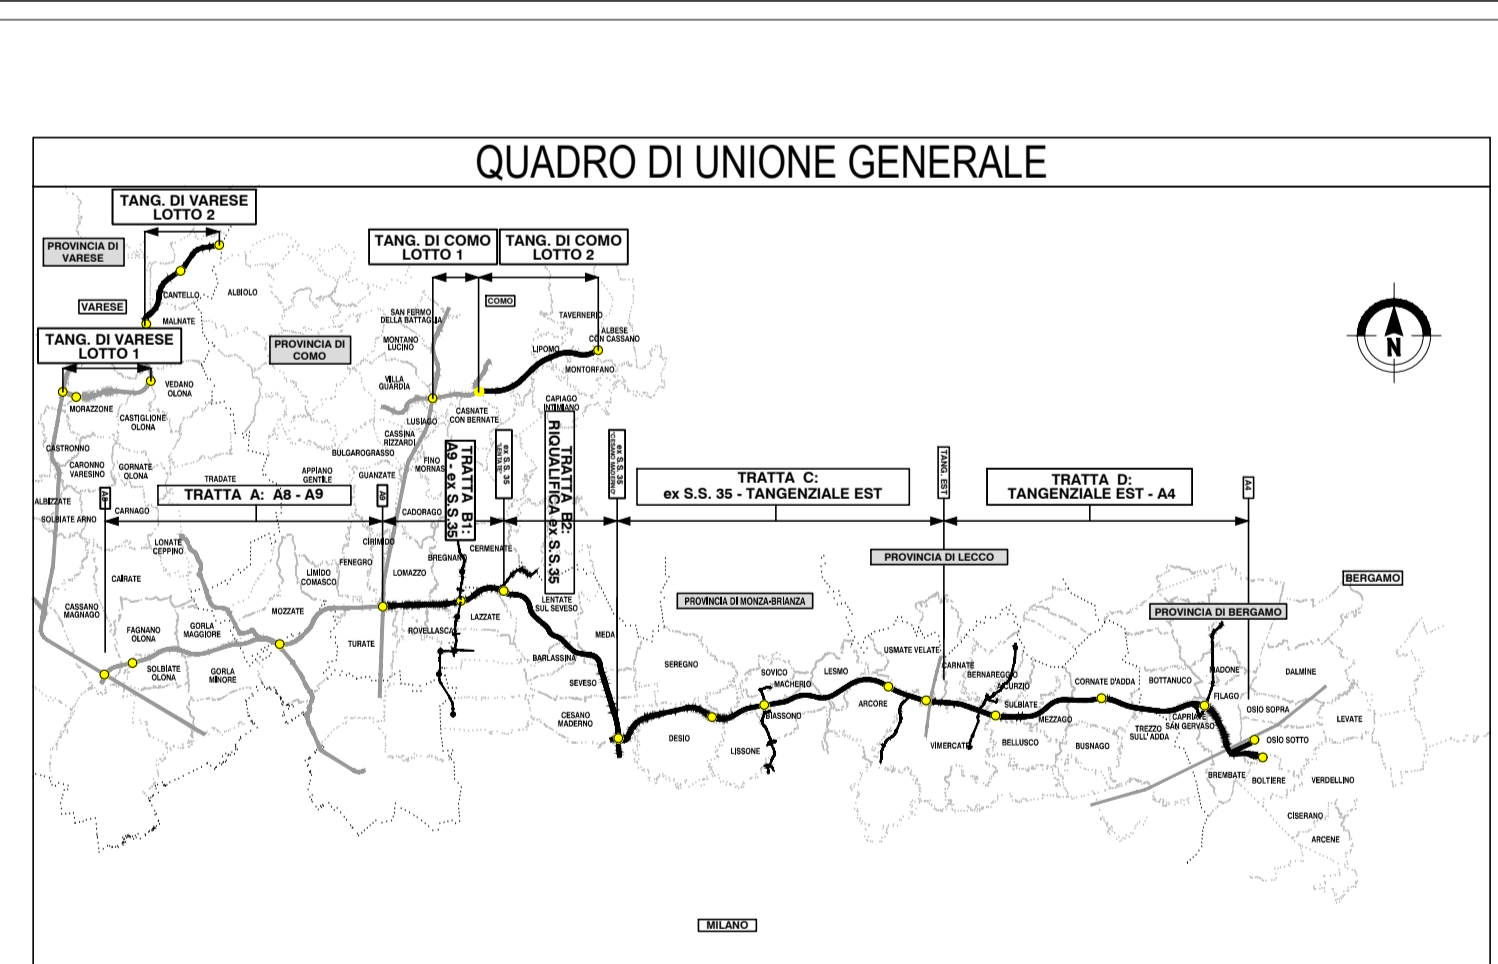 QUADRO DI UNIONE GENERALE
TANG. DI VARESE
LOTTO 2
PROVINCIA DI
VARESE
CANTELLO
ALBIOLO
VARESE
MALNATE
TANG. DI VARESE
LOTTO 1
PROVINCIA DI
COMO
VEDANO
OLONA
MORAZZONE
CASTIGLIONE
OLONA
TANG. DI COMO
LOTTO 1
TANG. DI COMO
LOTTO 2
COMO
SAN FERMO
DELLA BATTAGLIA
TAVERNERIO
ALBESE
CON CASSANO
MONTANO
LUCINO
LIPOMO
MONTORFANO
VILLA
GUARDIA
CAPIAGO
INTIMIANO
CASNATE
CON BERNATE
LUSIAGO
CASSINA
RIZZARDI
BULGAROGRASSO
FINO
MORNAS
GUANZATE
APPIANO
GENTILE
CASTRONNO
CARONNO
VARESINO
GORNATE
OLONA
TRADATE
ALBIZZATE
SOLBIATE ARNO
CARNAGO
A8
TRATTA A: A8 - A9
A9
CADORAGO
TRATTA B1:
A9 - ex S.S.35
ex S.S. 35
"LENTATE"
TRATTA B2:
RIQUALIFICA ex S.S.35
ex S.S. 35
"CESANO MADERNO"
TRATTA C:
ex S.S. 35 - TANGENZIALE EST
TANG. EST
TRATTA D:
TANGENZIALE EST - A4
A4
N
LONATE
CEPPINO
CIRIMIDO
FENEGRO
LIMIDO
COMASCO
LOMAZZO
BREGNANO
CERMENATE
CAIRATE
CASSANO
MAGNAGO
MOZZATE
FAGNANO
OLONA
GORLA
MAGGIORE
TURATE
ROVELLASCA
LAZZATE
LENTATE
SUL SEVESO
SOLBIATE
OLONA
GORLA
MINORE
MEDA
BARLASSINA
SEVESO
CESANO
MADERNO
PROVINCIA DI MONZA-BRIANZA
PROVINCIA DI LECCO
BERGAMO
PROVINCIA DI BERGAMO
SEREGNO
SOVICO
MACHERIO
LESMO
USMATE VELATE
CARNATE
BERNAREGGIO
AICURZIO
SULBIATE
CORNATE D'ADDA
BOTTANUCO
MADONE
FILAGO
DALMINE
OSIO SOPRA
LEVATE
ARCORE
BIASSONO
DESIO
LISSONE
VIMERCATE
BELLUSCO
MEZZAGO
BUSNAGO
TREZZO
SULL' ADDA
CAPRIATE
SAN GERVASO
OSIO SOTTO
BREMBATE
BOLTIERE
VERDELLINO
CISERANO
ARCENE
MILANO